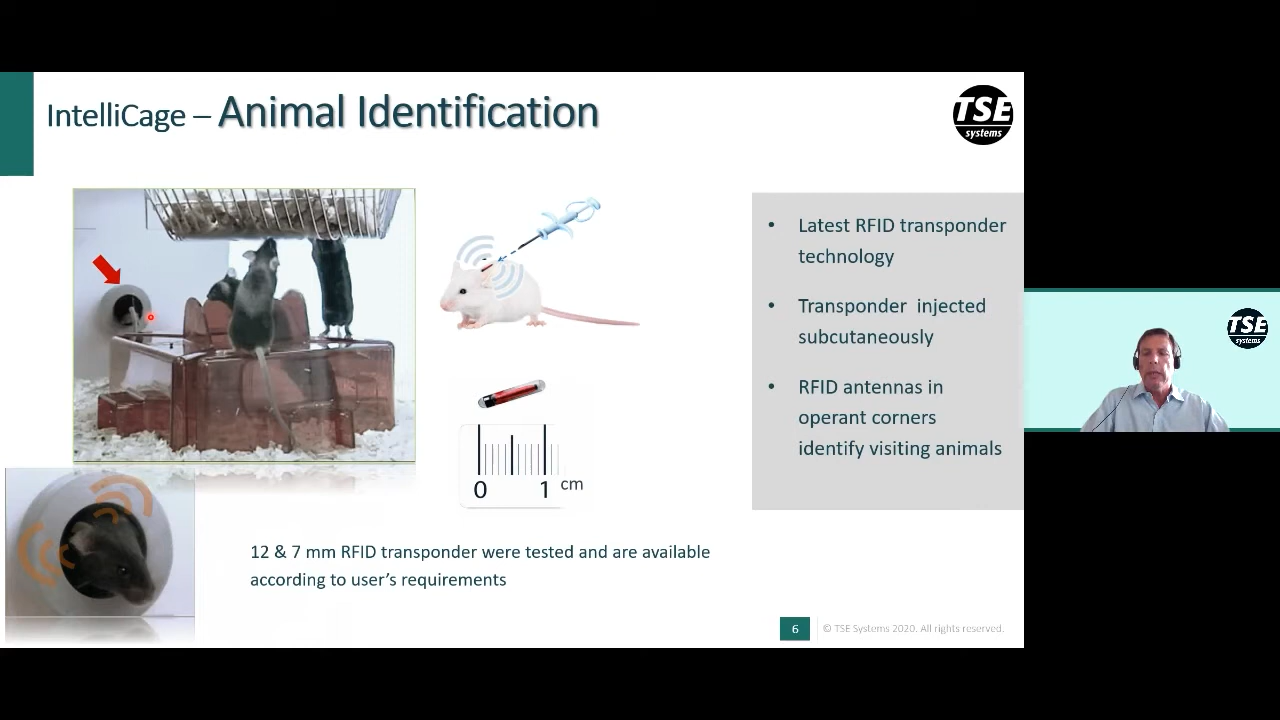 IntelliCage – Animal Identification
TSE
systems
• Latest RFID transponder
technology
• Transponder injected
subcutaneously
• RFID antennas in
operant corners
identify visiting animals
0 1 cm
12 & 7 mm RFID transponder were tested and are available
according to user's requirements
6
© TSE Systems 2020. All rights reserved.
TSE
systems